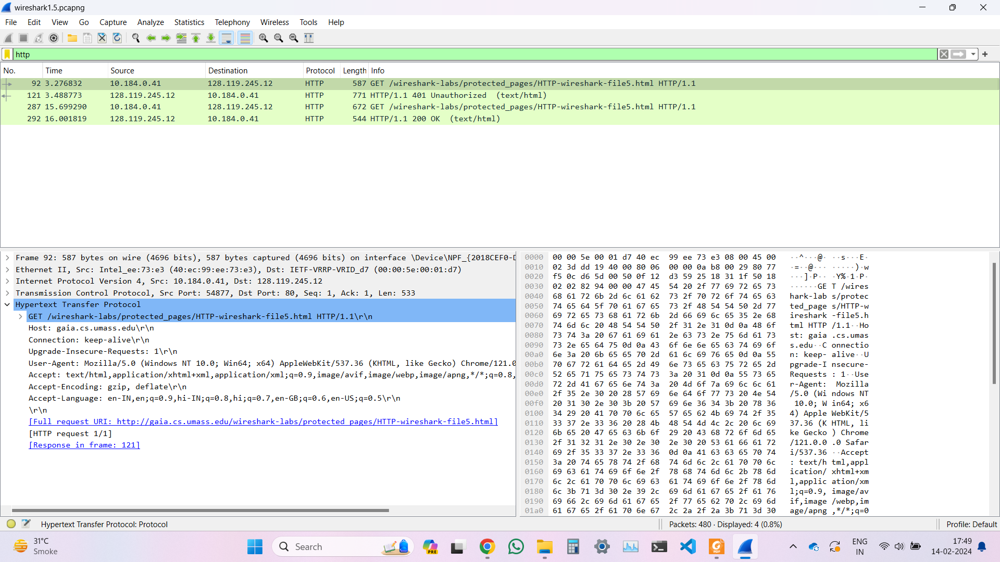 wireshark1.5.pcapng
File Edit View Go Capture Analyze Statistics Telephony Wireless Tools Help
http
No. Time Source Destination Protocol Length Info
92 3.276832 10.184.0.41 128.119.245.12 HTTP 587 GET /wireshark-labs/protected_pages/HTTP-wireshark-file5.html HTTP/1.1
121 3.488773 128.119.245.12 10.184.0.41 HTTP 771 HTTP/1.1 401 Unauthorized (text/html)
287 15.699290 10.184.0.41 128.119.245.12 HTTP 672 GET /wireshark-labs/protected_pages/HTTP-wireshark-file5.html HTTP/1.1
292 16.001819 128.119.245.12 10.184.0.41 HTTP 544 HTTP/1.1 200 OK (text/html)
Frame 92: 587 bytes on wire (4696 bits), 587 bytes captured (4696 bits) on interface \Device\NPF_{2018CEF0-D
Ethernet II, Src: Intel_ee:73:e3 (40:ec:99:ee:73:e3), Dst: IETF-VRRP-VRID_d7 (00:00:5e:00:01:d7)
Internet Protocol Version 4, Src: 10.184.0.41, Dst: 128.119.245.12
Transmission Control Protocol, Src Port: 54877, Dst Port: 80, Seq: 1, Ack: 1, Len: 533
Hypertext Transfer Protocol
GET /wireshark-labs/protected_pages/HTTP-wireshark-file5.html HTTP/1.1\r\n
Host: gaia.cs.umass.edu\r\n
Connection: keep-alive\r\n
Upgrade-Insecure-Requests: 1\r\n
User-Agent: Mozilla/5.0 (Windows NT 10.0; Win64; x64) AppleWebKit/537.36 (KHTML, like Gecko) Chrome/121.0
Accept: text/html,application/xhtml+xml,application/xml;q=0.9,image/avif,image/webp,image/apng,*/*;q=0.8,
Accept-Encoding: gzip, deflate\r\n
Accept-Language: en-IN,en;q=0.9,hi-IN;q=0.8,hi;q=0.7,en-GB;q=0.6,en-US;q=0.5\r\n
\r\n
[Full request URI: http://gaia.cs.umass.edu/wireshark-labs/protected_pages/HTTP-wireshark-file5.html]
[HTTP request 1/1]
[Response in frame: 121]
0000 00 00 5e 00 01 d7 40 ec 99 ee 73 e3 08 00 45 00 ··^···@· ··s···E·
0010 02 3d dd 19 40 00 80 06 00 00 0a b8 00 29 80 77 ·=··@··· ·····)·w
0020 f5 0c d6 5d 00 50 0f 12 d3 59 25 18 31 1f 50 18 ···]·P·· ·Y%·1·P·
0030 02 02 82 94 00 00 47 45 54 20 2f 77 69 72 65 73 ······GE T /wires
0040 68 61 72 6b 2d 6c 61 62 73 2f 70 72 6f 74 65 63 hark-lab s/protec
0050 74 65 64 5f 70 61 67 65 73 2f 48 54 54 50 2d 77 ted_page s/HTTP-w
0060 69 72 65 73 68 61 72 6b 2d 66 69 6c 65 35 2e 68 ireshark -file5.h
0070 74 6d 6c 20 48 54 54 50 2f 31 2e 31 0d 0a 48 6f tml HTTP /1.1··Ho
0080 73 74 3a 20 67 61 69 61 2e 63 73 2e 75 6d 61 73 st: gaia .cs.umas
0090 73 2e 65 64 75 0d 0a 43 6f 6e 6e 65 63 74 69 6f s.edu··C onnectio
00a0 6e 3a 20 6b 65 65 70 2d 61 6c 69 76 65 0d 0a 55 n: keep- alive··U
00b0 70 67 72 61 64 65 2d 49 6e 73 65 63 75 72 65 2d pgrade-I nsecure-
00c0 52 65 71 75 65 73 74 73 3a 20 31 0d 0a 55 73 65 Requests : 1··Use
00d0 72 2d 41 67 65 6e 74 3a 20 4d 6f 7a 69 6c 6c 61 r-Agent: Mozilla
00e0 2f 35 2e 30 20 28 57 69 6e 64 6f 77 73 20 4e 54 /5.0 (Wi ndows NT
00f0 20 31 30 2e 30 3b 20 57 69 6e 36 34 3b 20 78 36 10.0; W in64; x6
0100 34 29 20 41 70 70 6c 65 57 65 62 4b 69 74 2f 35 4) Apple WebKit/5
0110 33 37 2e 33 36 20 28 4b 48 54 4d 4c 2c 20 6c 69 37.36 (K HTML, li
0120 6b 65 20 47 65 63 6b 6f 29 20 43 68 72 6f 6d 65 ke Gecko ) Chrome
0130 2f 31 32 31 2e 30 2e 30 2e 30 20 53 61 66 61 72 /121.0.0 .0 Safar
0140 69 2f 35 33 37 2e 33 36 0d 0a 41 63 63 65 70 74 i/537.36 ··Accept
0150 3a 20 74 65 78 74 2f 68 74 6d 6c 2c 61 70 70 6c : text/h tml,appl
0160 69 63 61 74 69 6f 6e 2f 78 68 74 6d 6c 2b 78 6d ication/ xhtml+xm
0170 6c 2c 61 70 70 6c 69 63 61 74 69 6f 6e 2f 78 6d l,applic ation/xm
0180 6c 3b 71 3d 30 2e 39 2c 69 6d 61 67 65 2f 61 76 l;q=0.9, image/av
0190 69 66 2c 69 6d 61 67 65 2f 77 65 62 70 2c 69 6d if,image /webp,im
01a0 61 67 65 2f 61 70 6e 67 2c 2a 2f 2a 3b 71 3d 30 age/apng ,*/*;q=0
Hypertext Transfer Protocol: Protocol
Packets: 480 · Displayed: 4 (0.8%)
Profile: Default
31°C
Smoke
Search
PRE
PDF
ENG
IN
17:49
14-02-2024